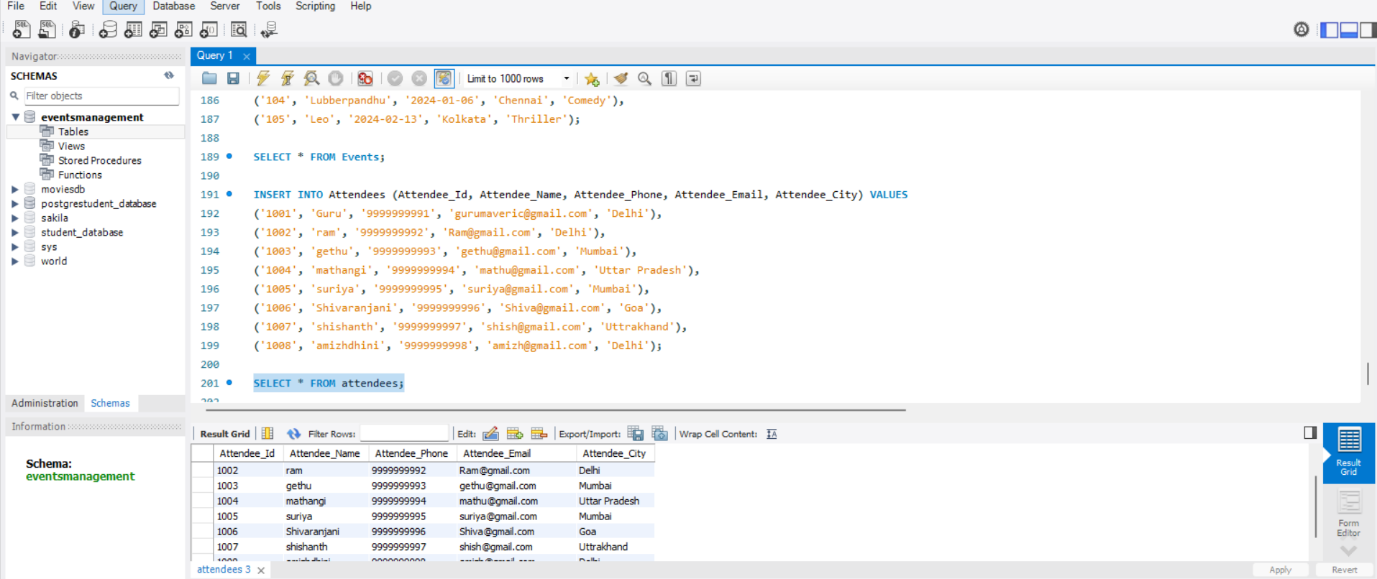 File Edit View Query Database Server Tools Scripting Help
Navigator
SCHEMAS
Filter objects
eventsmanagement
Tables
Views
Stored Procedures
Functions
moviesdb
postgrestudent_database
sakila
student_database
sys
world
Administration Schemas
Information
Schema:
eventsmanagement
Query 1
Limit to 1000 rows
186 ('104', 'Lubberpandhu', '2024-01-06', 'Chennai', 'Comedy'),
187 ('105', 'Leo', '2024-02-13', 'Kolkata', 'Thriller');
188
189 SELECT * FROM Events;
190
191 INSERT INTO Attendees (Attendee_Id, Attendee_Name, Attendee_Phone, Attendee_Email, Attendee_City) VALUES
192 ('1001', 'Guru', '9999999991', 'gurumaveric@gmail.com', 'Delhi'),
193 ('1002', 'ram', '9999999992', 'Ram@gmail.com', 'Delhi'),
194 ('1003', 'gethu', '9999999993', 'gethu@gmail.com', 'Mumbai'),
195 ('1004', 'mathangi', '9999999994', 'mathu@gmail.com', 'Uttar Pradesh'),
196 ('1005', 'suriya', '9999999995', 'suriya@gmail.com', 'Mumbai'),
197 ('1006', 'Shivaranjani', '9999999996', 'Shiva@gmail.com', 'Goa'),
198 ('1007', 'shishanth', '9999999997', 'shish@gmail.com', 'Uttrakhand'),
199 ('1008', 'amizhdhini', '9999999998', 'amizh@gmail.com', 'Delhi');
200
201 SELECT * FROM attendees;
Result Grid Filter Rows: Edit: Export/Import: Wrap Cell Content:
Attendee_Id Attendee_Name Attendee_Phone Attendee_Email Attendee_City
1002 ram 9999999992 Ram@gmail.com Delhi
1003 gethu 9999999993 gethu@gmail.com Mumbai
1004 mathangi 9999999994 mathu@gmail.com Uttar Pradesh
1005 suriya 9999999995 suriya@gmail.com Mumbai
1006 Shivaranjani 9999999996 Shiva@gmail.com Goa
1007 shishanth 9999999997 shish@gmail.com Uttrakhand
attendees 3
Result
Grid
Form
Editor
Apply Revert